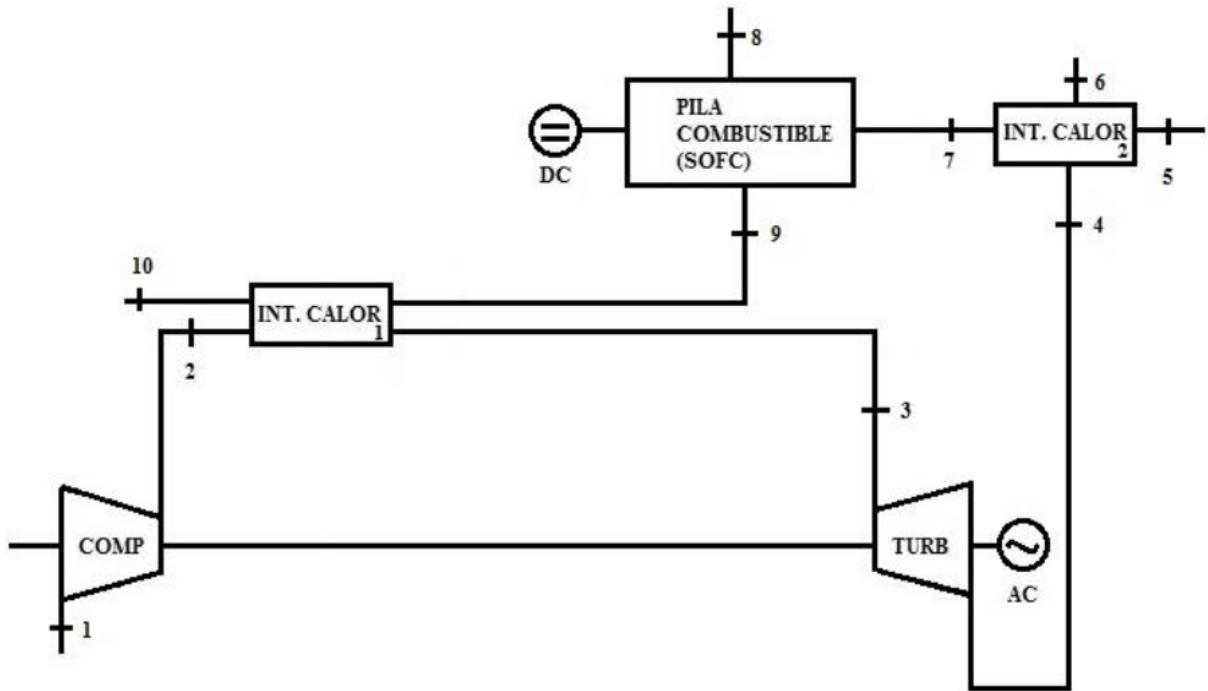 8
PILA
COMBUSTIBLE
(SOFC)
DC
7
6
INT. CALOR
2
5
4
9
10
INT. CALOR
1
2
3
COMP
TURB
AC
1